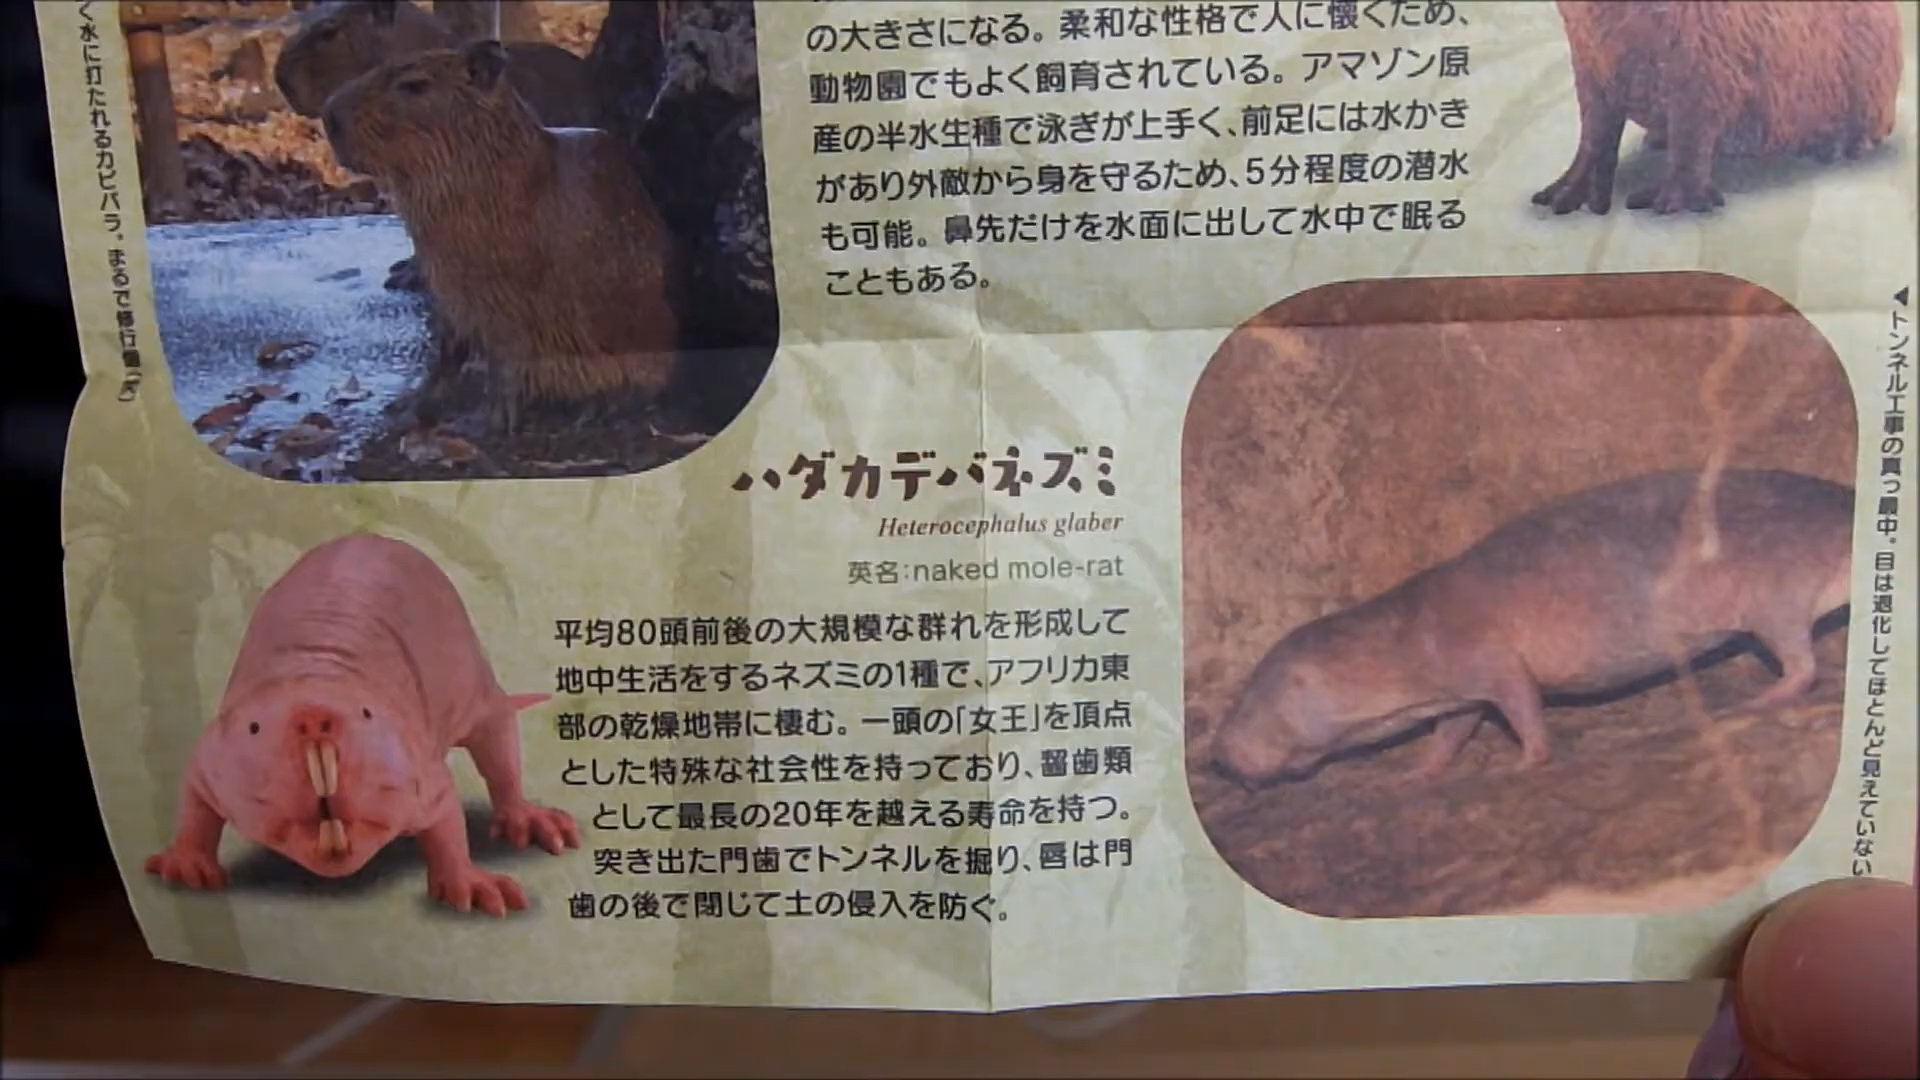 く水に打たれるカピバラ。まるで修行僧（笑）
の大きさになる。柔和な性格で人に懐くため、
動物園でもよく飼育されている。アマゾン原
産の半水生種で泳ぎが上手く、前足には水かき
があり外敵から身を守るため、5分程度の潜水
も可能。鼻先だけを水面に出して水中で眠る
こともある。
ハダカデバネズミ
Heterocephalus glaber
英名:naked mole-rat
平均80頭前後の大規模な群れを形成して
地中生活をするネズミの1種で、アフリカ東
部の乾燥地帯に棲む。一頭の「女王」を頂点
とした特殊な社会性を持っており、齧歯類
として最長の20年を越える寿命を持つ。
突き出た門歯でトンネルを掘り、唇は門
歯の後で閉じて土の侵入を防ぐ。
◀トンネル工事の真っ最中。目は退化してほとんど見えていない